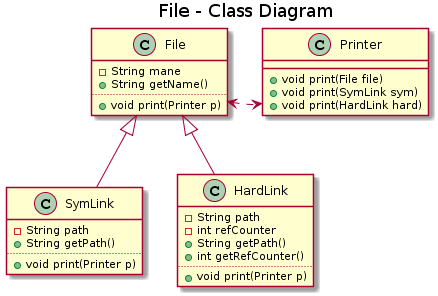 File - Class Diagram
C File
String mane
String getName()
void print(Printer p)
C Printer
void print(File file)
void print(SymLink sym)
void print(HardLink hard)
C SymLink
String path
String getPath()
void print(Printer p)
C HardLink
String path
int refCounter
String getPath()
int getRefCounter()
void print(Printer p)